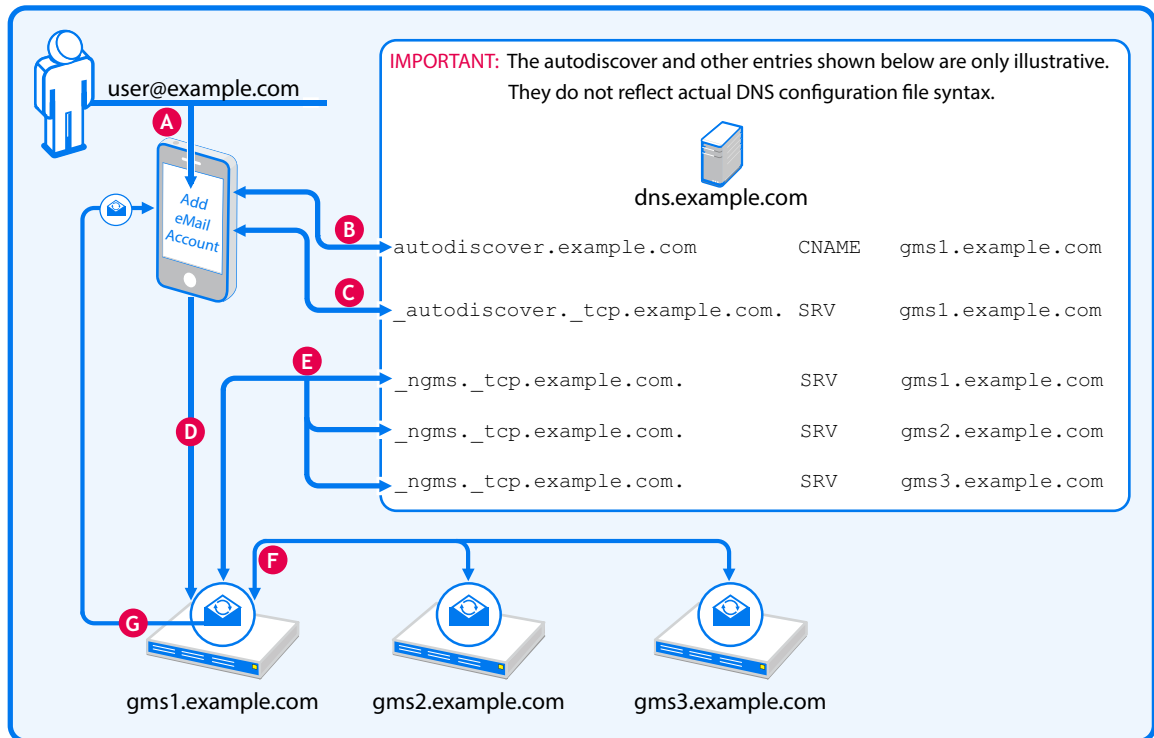 IMPORTANT: The autodiscover and other entries shown below are only illustrative.
They do not reflect actual DNS configuration file syntax.
user@example.com
A
Add
eMail
Account
dns.example.com
B
autodiscover.example.com CNAME gms1.example.com
C
_autodiscover._tcp.example.com. SRV gms1.example.com
E
_ngms._tcp.example.com. SRV gms1.example.com
D
_ngms._tcp.example.com. SRV gms2.example.com
_ngms._tcp.example.com. SRV gms3.example.com
F
G
gms1.example.com
gms2.example.com
gms3.example.com